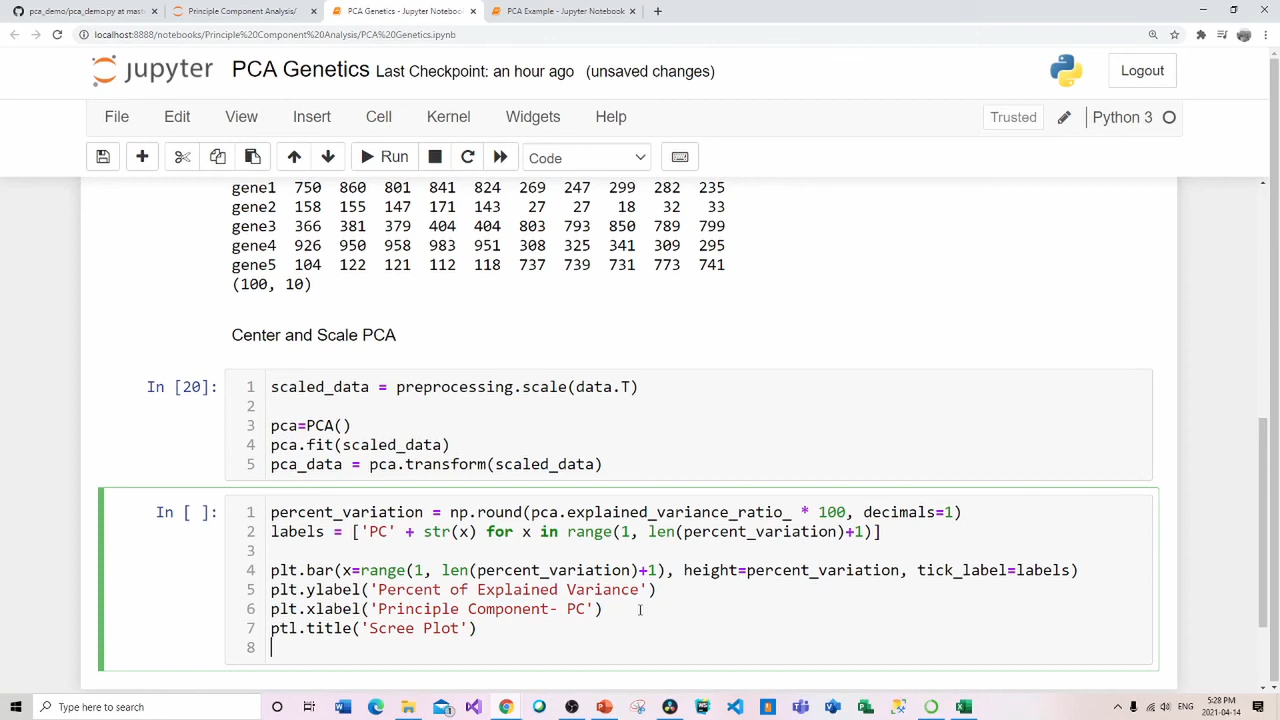 pca_demo/pca_demo.py at mast
Principle Component Analysis/
PCA Genetics - Jupyter Notebook
PCA Example - Jupyter Notebook
localhost:8888/notebooks/Principle%20Component%20Analysis/PCA%20Genetics.ipynb
jupyter PCA Genetics Last Checkpoint: an hour ago (unsaved changes) Logout
File Edit View Insert Cell Kernel Widgets Help Trusted Python 3
Run Code
gene1 750 860 801 841 824 269 247 299 282 235
gene2 158 155 147 171 143 27 27 18 32 33
gene3 366 381 379 404 404 803 793 850 789 799
gene4 926 950 958 983 951 308 325 341 309 295
gene5 104 122 121 112 118 737 739 731 773 741
(100, 10)
Center and Scale PCA
In [20]: 1 scaled_data = preprocessing.scale(data.T)
2
3 pca=PCA()
4 pca.fit(scaled_data)
5 pca_data = pca.transform(scaled_data)
In [ ]: 1 percent_variation = np.round(pca.explained_variance_ratio_ * 100, decimals=1)
2 labels = ['PC' + str(x) for x in range(1, len(percent_variation)+1)]
3
4 plt.bar(x=range(1, len(percent_variation)+1), height=percent_variation, tick_label=labels)
5 plt.ylabel('Percent of Explained Variance')
6 plt.xlabel('Principle Component- PC')
7 ptl.title('Scree Plot')
8
Type here to search
5:28 PM
2021-04-14